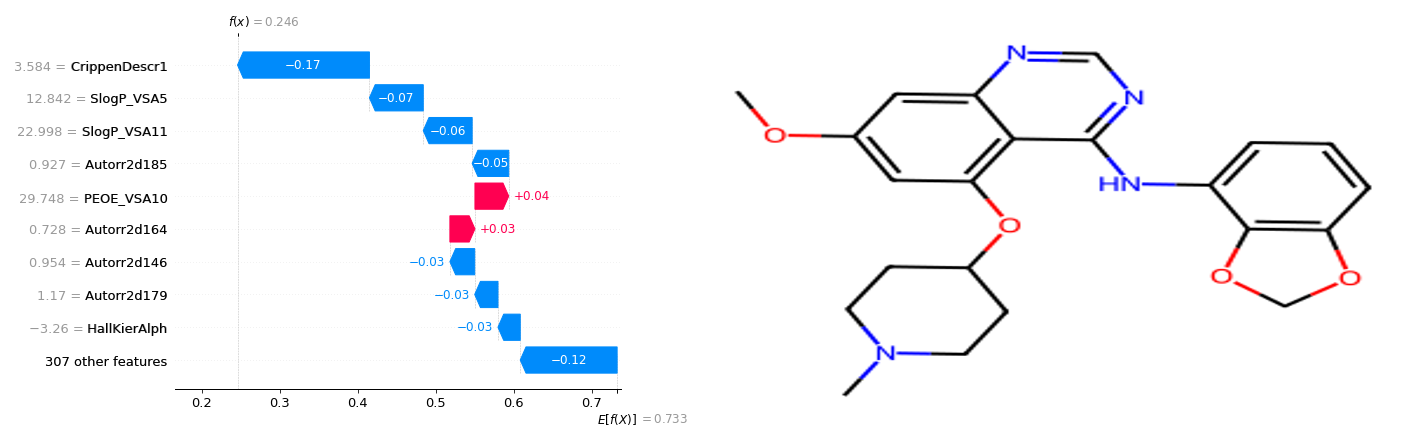 f(x) = 0.246
3.584 = CrippenDescr1
−0.17
12.842 = SlogP_VSA5
−0.07
22.998 = SlogP_VSA11
−0.06
0.927 = Autorr2d185
−0.05
29.748 = PEOE_VSA10
+0.04
0.728 = Autorr2d164
+0.03
0.954 = Autorr2d146
−0.03
1.17 = Autorr2d179
−0.03
−3.26 = HallKierAlph
−0.03
307 other features
−0.12
0.2 0.3 0.4 0.5 0.6 0.7
E[f(X)] = 0.733
N
N
O
HN
O
O
O
N